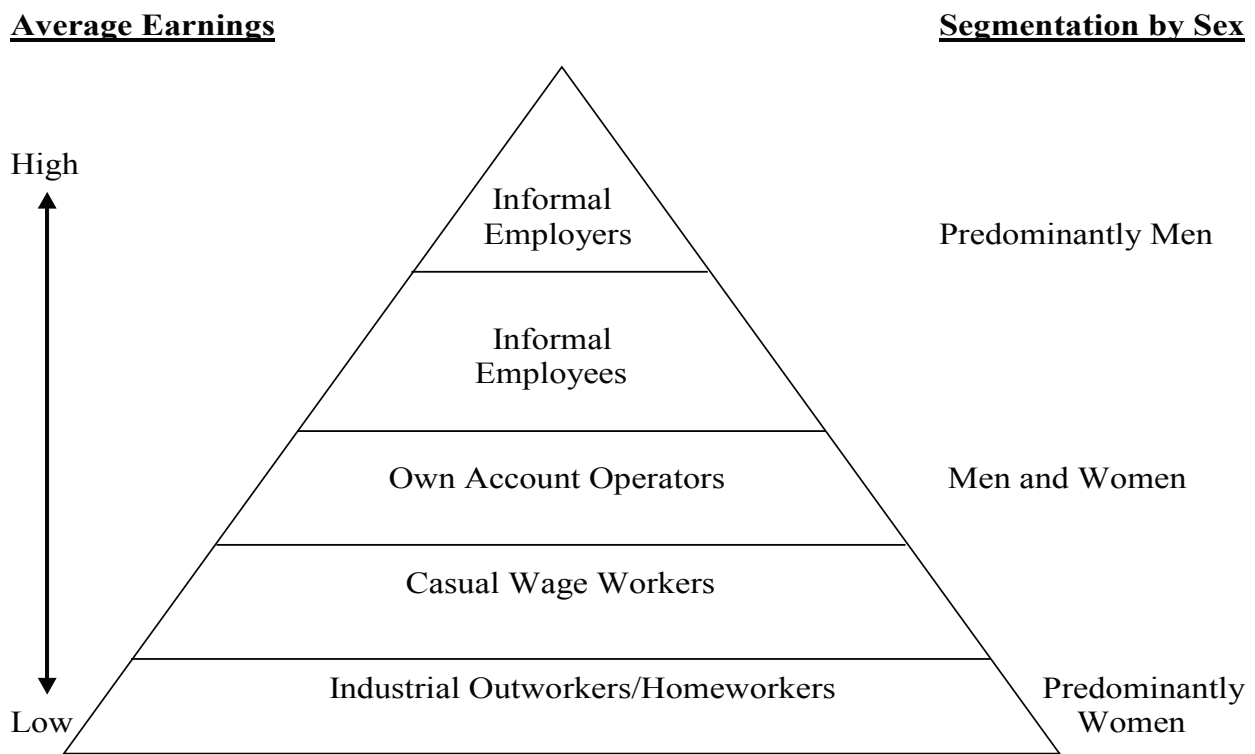 Average Earnings
Segmentation by Sex
High
Informal
Employers
Predominantly Men
Informal
Employees
Own Account Operators
Men and Women
Casual Wage Workers
Industrial Outworkers/Homeworkers
Predominantly
Women
Low